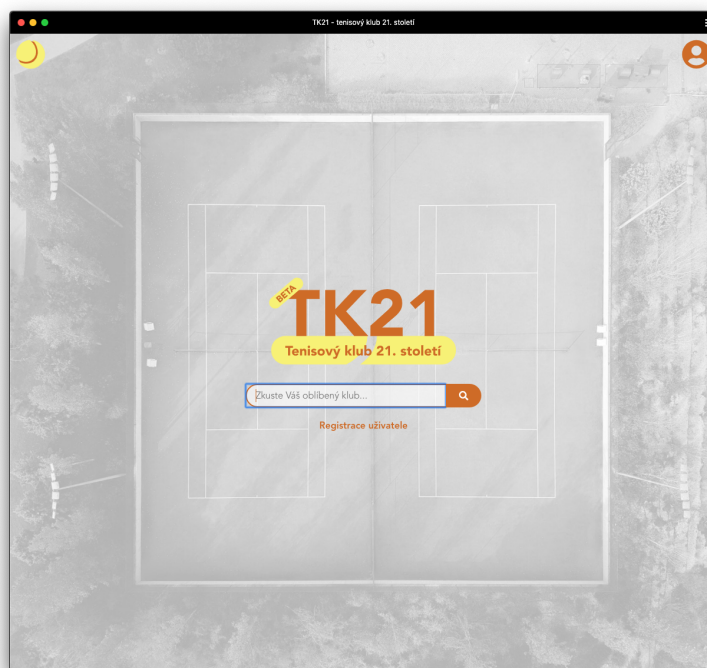 TK21 - tenisový klub 21. století
BETA
TK21
Tenisový klub 21. století
Zkuste Váš oblíbený klub...
Registrace uživatele